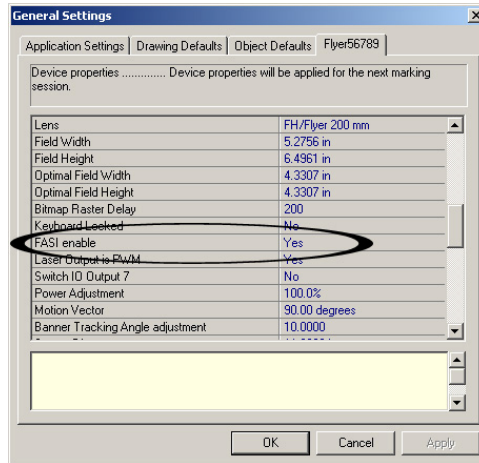 General Settings
Application Settings Drawing Defaults Object Defaults Flyer56789
Device properties ............. Device properties will be applied for the next marking
session.
Lens FH/Flyer 200 mm
Field Width 5.2756 in
Field Height 6.4961 in
Optimal Field Width 4.3307 in
Optimal Field Height 4.3307 in
Bitmap Raster Delay 200
Keyboard Locked No
FASI enable Yes
Laser Output is PWM Yes
Switch IO Output 7 No
Power Adjustment 100.0%
Motion Vector 90.00 degrees
Banner Tracking Angle adjustment 10.0000
OK Cancel Apply